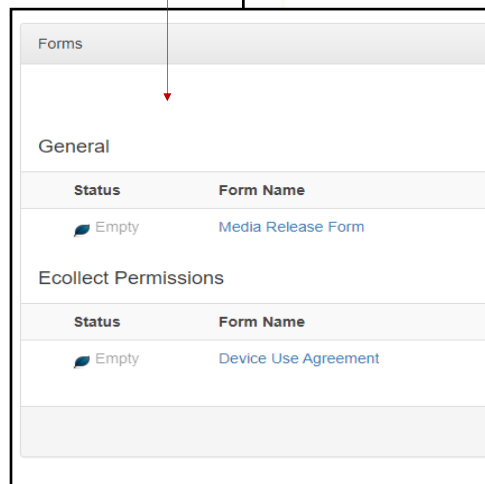 Forms
General
Status Form Name
Empty Media Release Form
Ecollect Permissions
Status Form Name
Empty Device Use Agreement